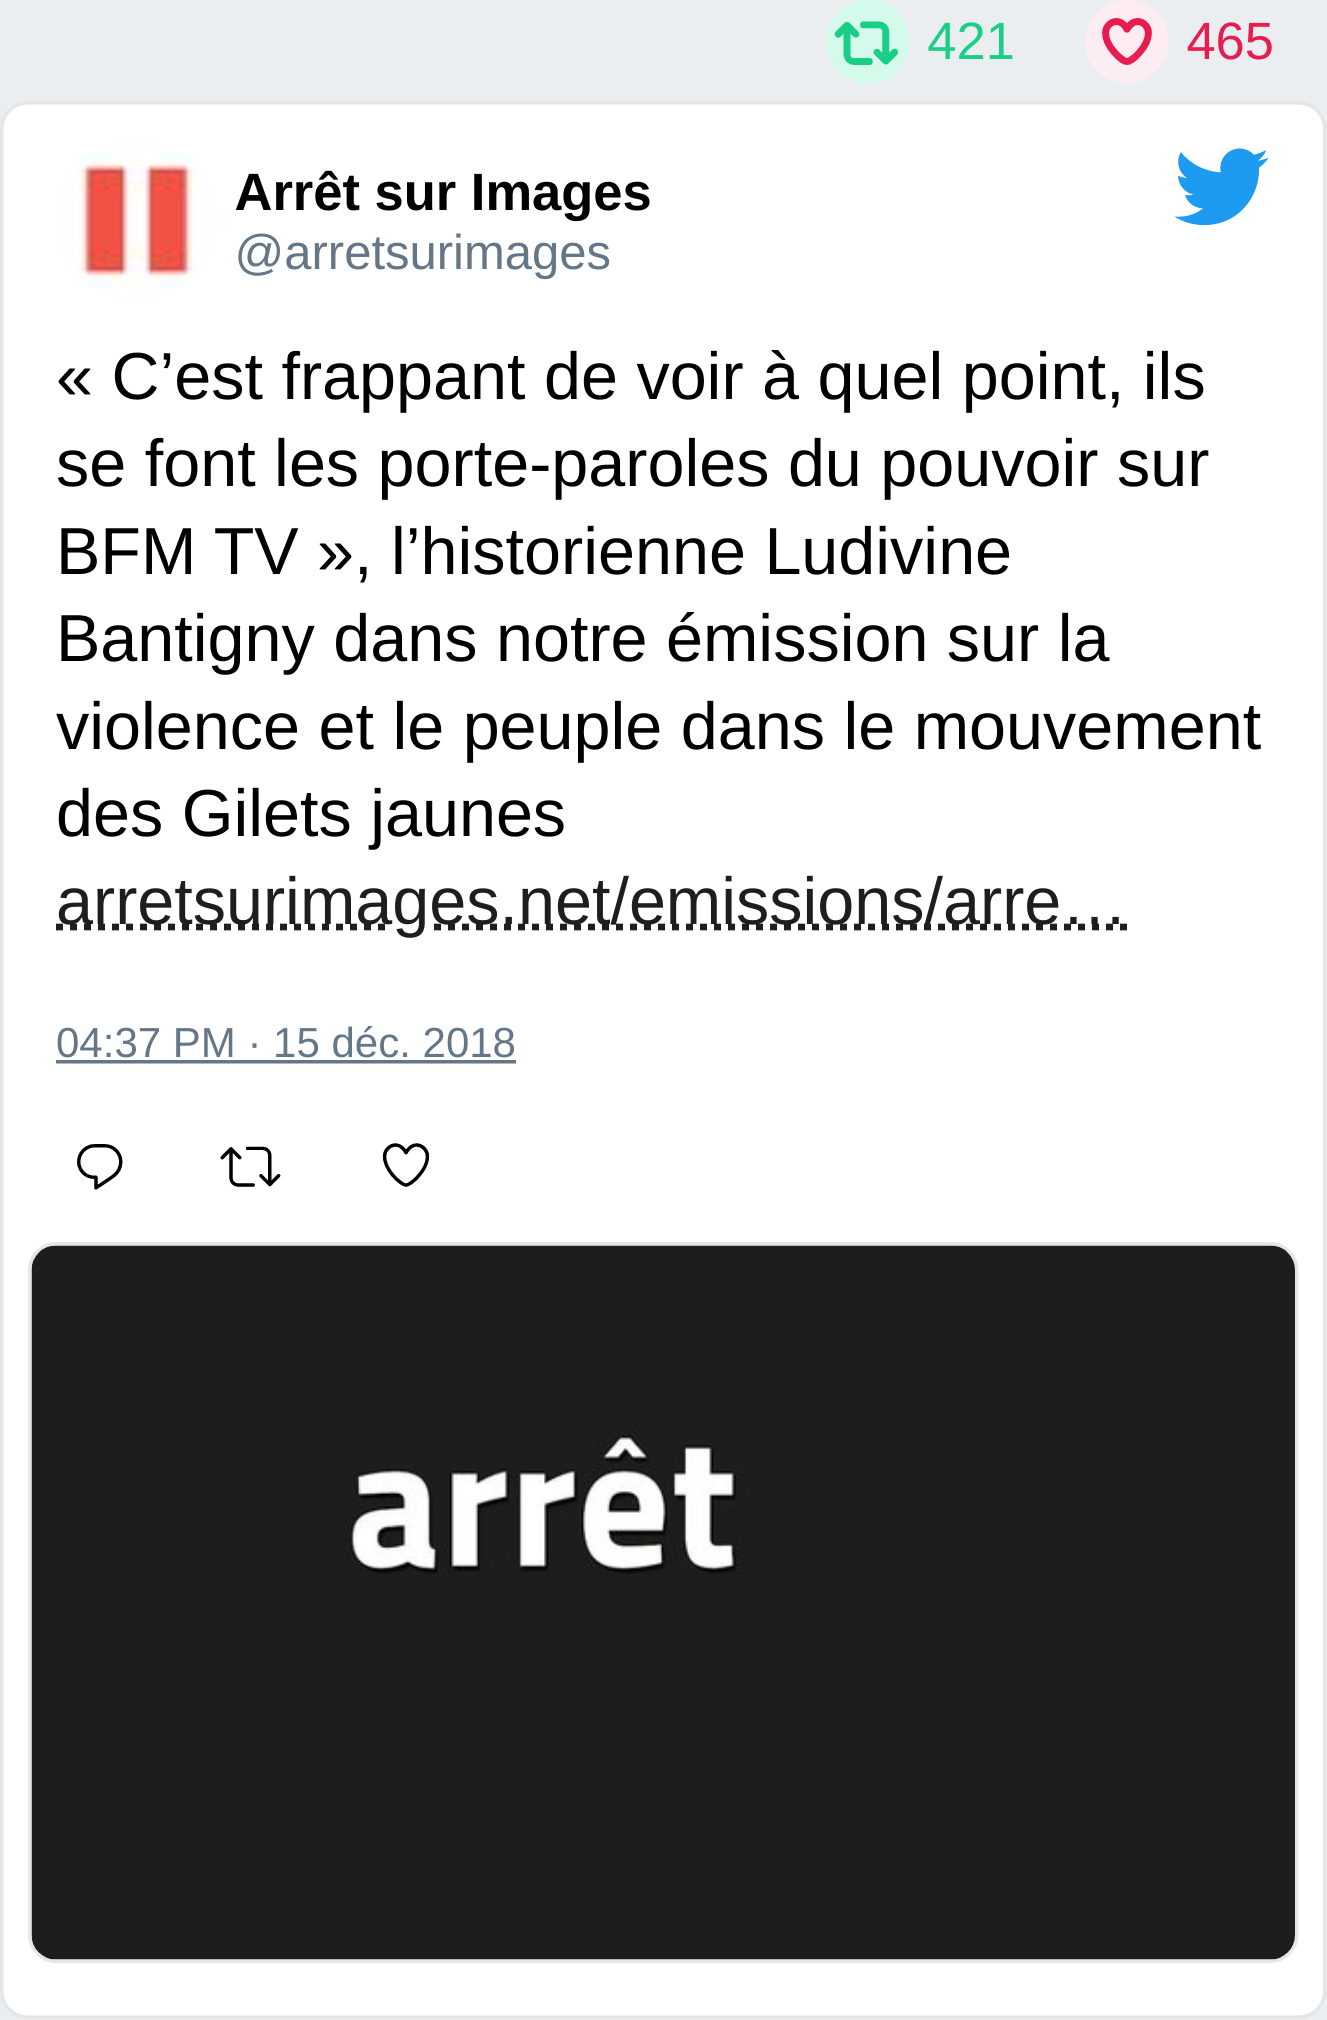 421 465
Arrêt sur Images
@arretsurimages
« C’est frappant de voir à quel point, ils
se font les porte-paroles du pouvoir sur
BFM TV », l’historienne Ludivine
Bantigny dans notre émission sur la
violence et le peuple dans le mouvement
des Gilets jaunes
arretsurimages.net/emissions/arre…
04:37 PM · 15 déc. 2018
arrêt